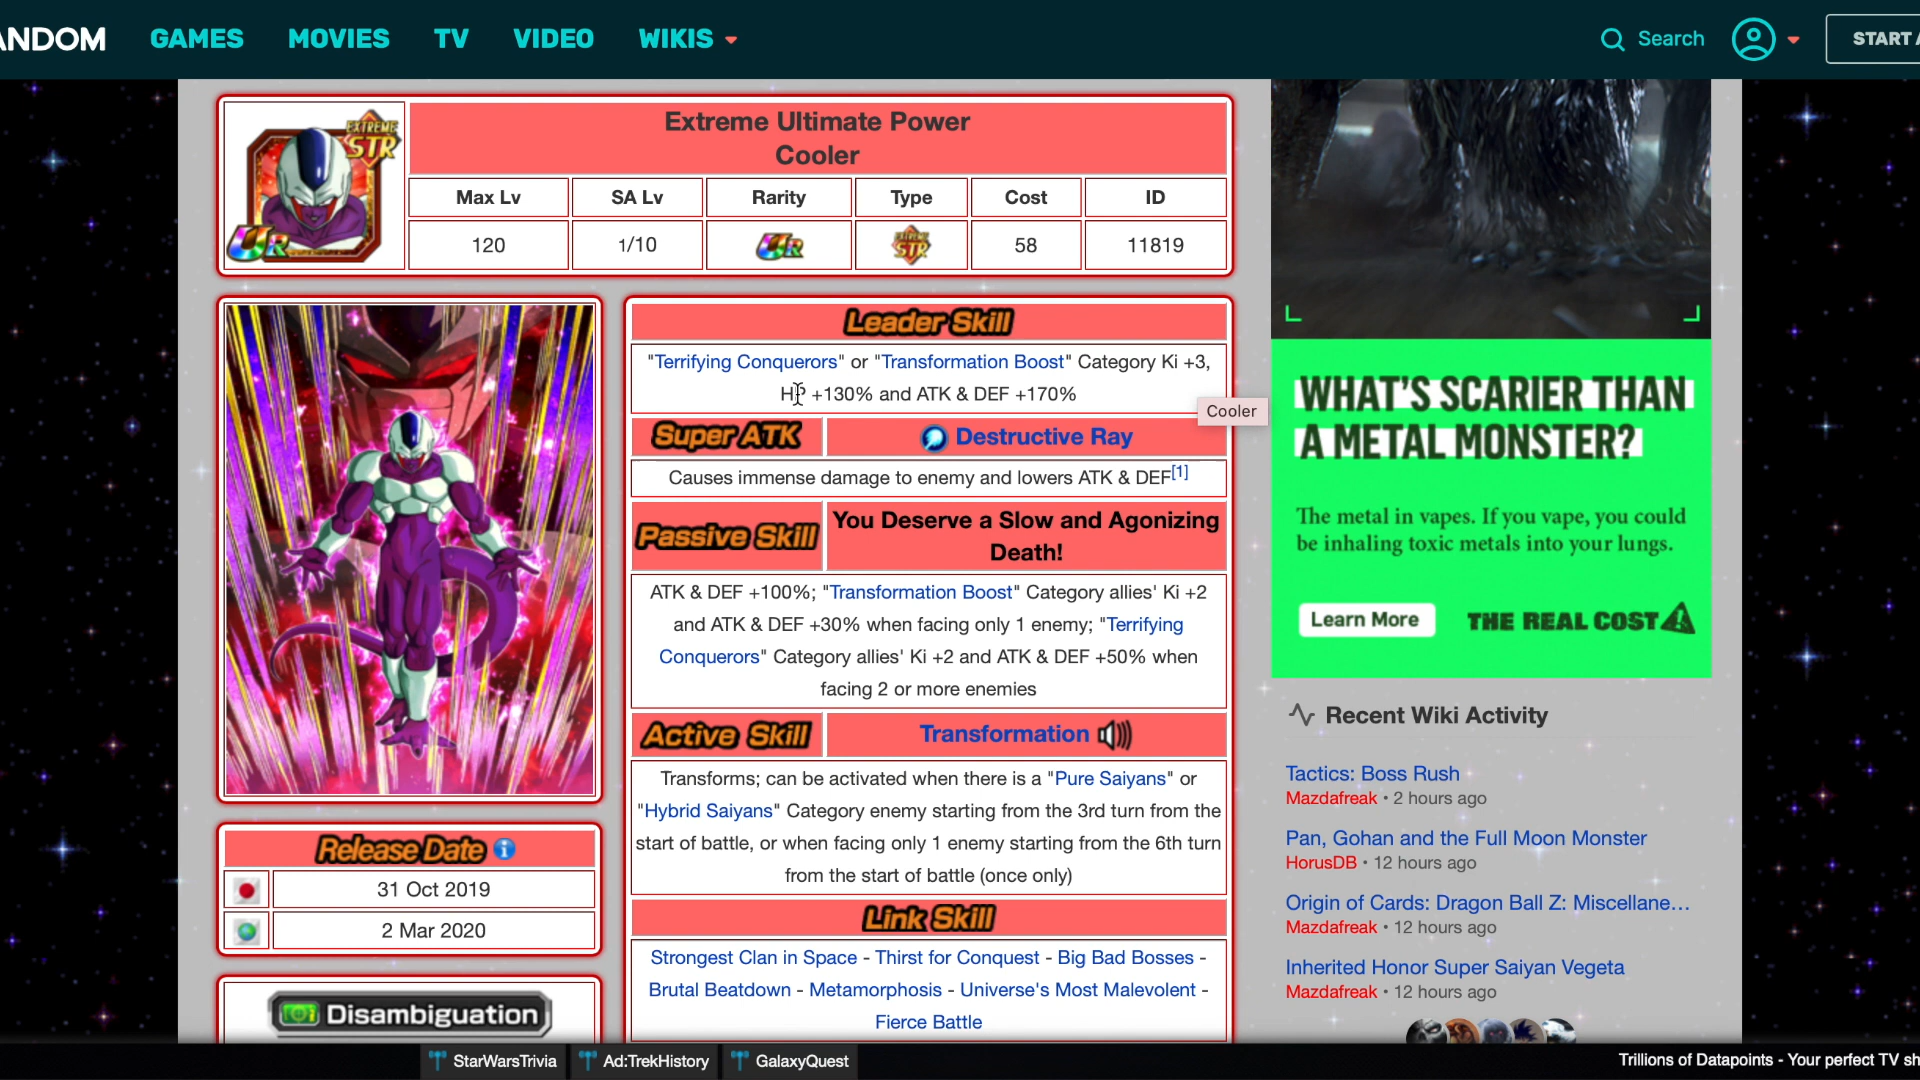 ANDOM GAMES MOVIES TV VIDEO WIKIS Search START A
EXTREME
STR
UR
Extreme Ultimate Power
Cooler
Max Lv SA Lv Rarity Type Cost ID
120 1/10 UR EXTREME STR 58 11819
Leader Skill
"Terrifying Conquerors" or "Transformation Boost" Category Ki +3,
HP +130% and ATK & DEF +170%
Cooler
Super ATK Destructive Ray
Causes immense damage to enemy and lowers ATK & DEF[1]
Passive Skill
You Deserve a Slow and Agonizing
Death!
ATK & DEF +100%; "Transformation Boost" Category allies' Ki +2
and ATK & DEF +30% when facing only 1 enemy; "Terrifying
Conquerors" Category allies' Ki +2 and ATK & DEF +50% when
facing 2 or more enemies
Active Skill Transformation
Transforms; can be activated when there is a "Pure Saiyans" or
"Hybrid Saiyans" Category enemy starting from the 3rd turn from the
start of battle, or when facing only 1 enemy starting from the 6th turn
from the start of battle (once only)
Link Skill
Strongest Clan in Space - Thirst for Conquest - Big Bad Bosses -
Brutal Beatdown - Metamorphosis - Universe's Most Malevolent -
Fierce Battle
Release Date
31 Oct 2019
2 Mar 2020
Disambiguation
WHAT'S SCARIER THAN
A METAL MONSTER?
The metal in vapes. If you vape, you could
be inhaling toxic metals into your lungs.
Learn More THE REAL COST
Recent Wiki Activity
Tactics: Boss Rush
Mazdafreak • 2 hours ago
Pan, Gohan and the Full Moon Monster
HorusDB • 12 hours ago
Origin of Cards: Dragon Ball Z: Miscellane...
Mazdafreak • 12 hours ago
Inherited Honor Super Saiyan Vegeta
Mazdafreak • 12 hours ago
StarWarsTrivia Ad:TrekHistory GalaxyQuest Trillions of Datapoints - Your perfect TV sh